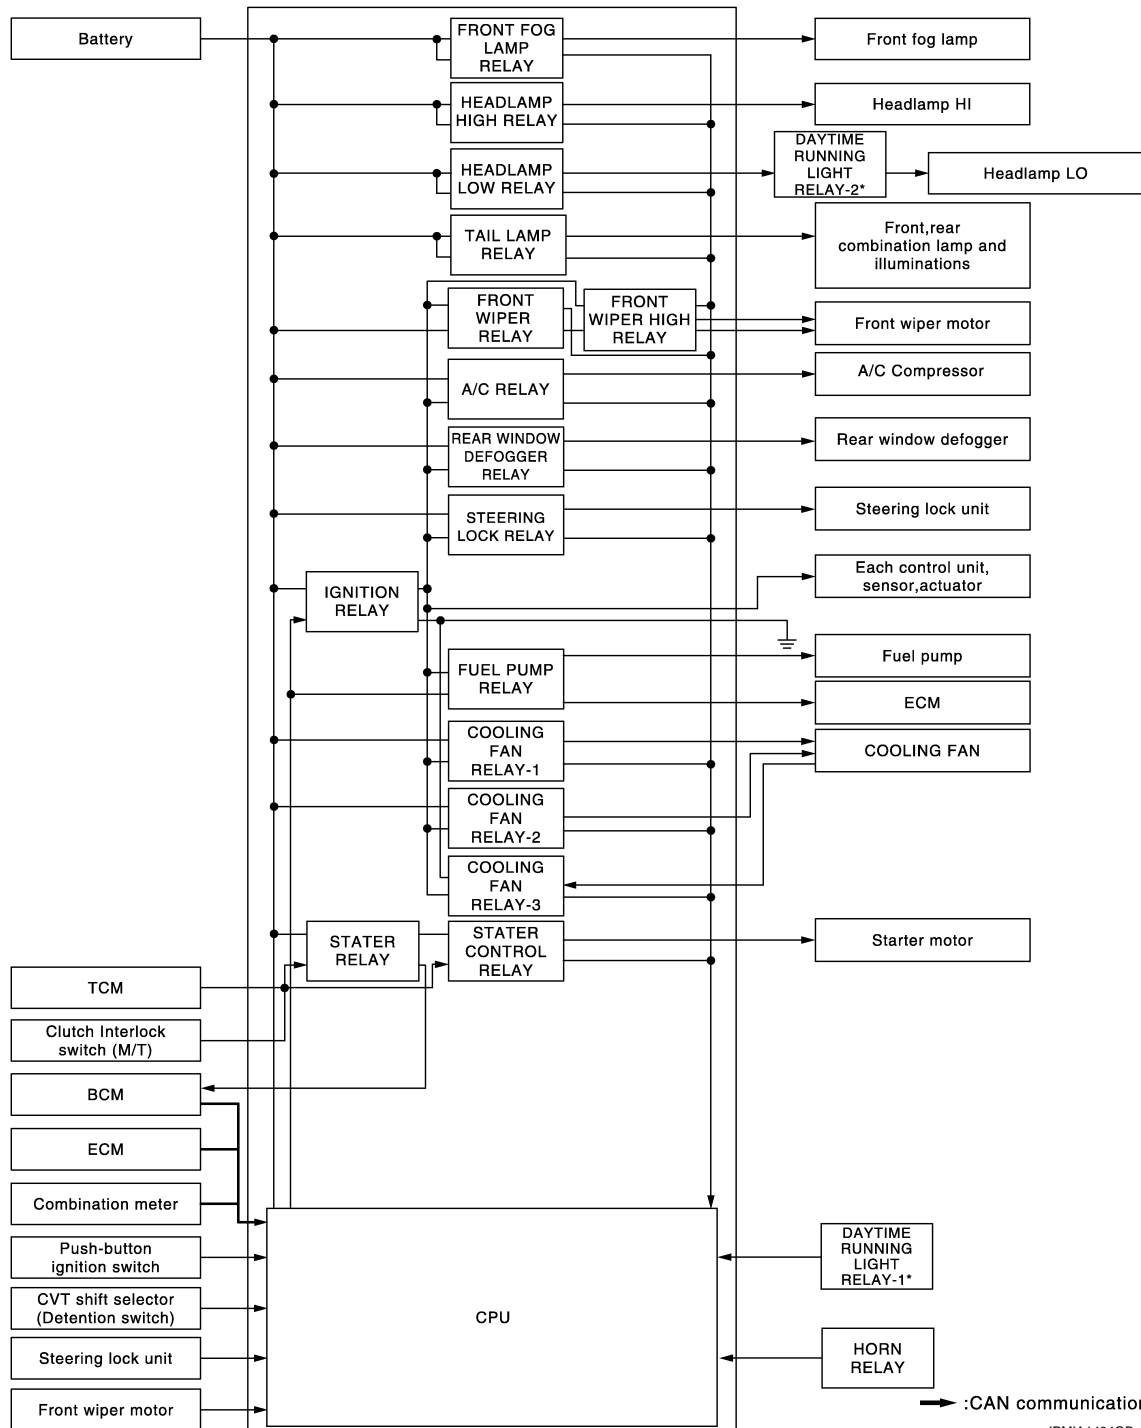 Battery
FRONT FOG
LAMP
RELAY
Front fog lamp
HEADLAMP
HIGH RELAY
Headlamp HI
HEADLAMP
LOW RELAY
DAYTIME
RUNNING
LIGHT
RELAY-2*
Headlamp LO
TAIL LAMP
RELAY
Front,rear
combination lamp and
illuminations
FRONT
WIPER
RELAY
FRONT
WIPER HIGH
RELAY
Front wiper motor
A/C RELAY
A/C Compressor
REAR WINDOW
DEFOGGER
RELAY
Rear window defogger
STEERING
LOCK RELAY
Steering lock unit
IGNITION
RELAY
Each control unit,
sensor,actuator
FUEL PUMP
RELAY
Fuel pump
ECM
COOLING
FAN
RELAY-1
COOLING FAN
COOLING
FAN
RELAY-2
COOLING
FAN
RELAY-3
STATER
RELAY
STATER
CONTROL
RELAY
Starter motor
TCM
Clutch Interlock
switch (M/T)
BCM
ECM
Combination meter
Push-button
ignition switch
CVT shift selector
(Detention switch)
Steering lock unit
Front wiper motor
CPU
DAYTIME
RUNNING
LIGHT
RELAY-1*
HORN
RELAY
:CAN communication